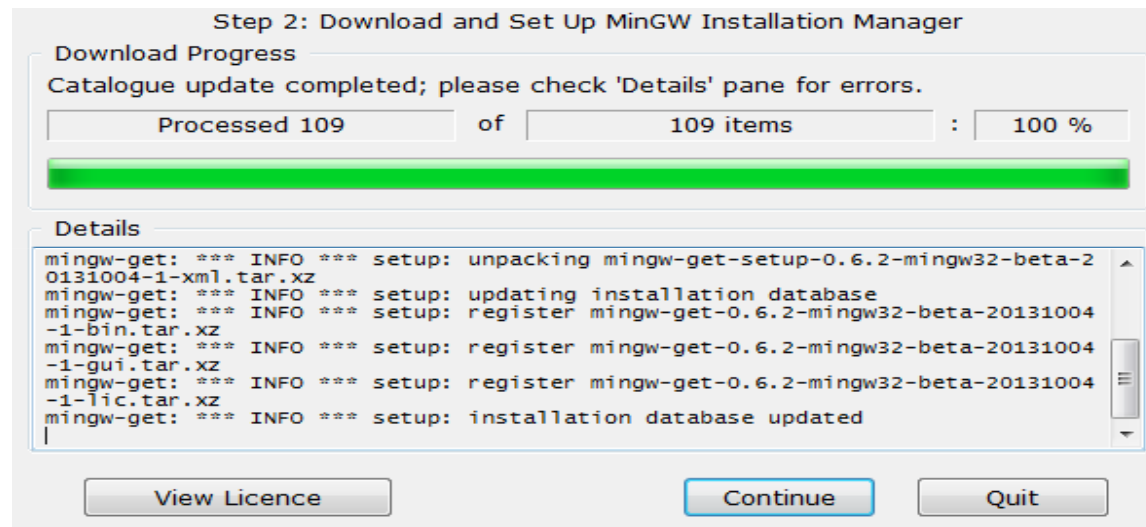 Step 2: Download and Set Up MinGW Installation Manager
Download Progress
Catalogue update completed; please check 'Details' pane for errors.
Processed 109 of 109 items : 100 %
Details
mingw-get: *** INFO *** setup: unpacking mingw-get-setup-0.6.2-mingw32-beta-2
0131004-1-xml.tar.xz
mingw-get: *** INFO *** setup: updating installation database
mingw-get: *** INFO *** setup: register mingw-get-0.6.2-mingw32-beta-20131004
-1-bin.tar.xz
mingw-get: *** INFO *** setup: register mingw-get-0.6.2-mingw32-beta-20131004
-1-gui.tar.xz
mingw-get: *** INFO *** setup: register mingw-get-0.6.2-mingw32-beta-20131004
-1-lic.tar.xz
mingw-get: *** INFO *** setup: installation database updated
View Licence Continue Quit